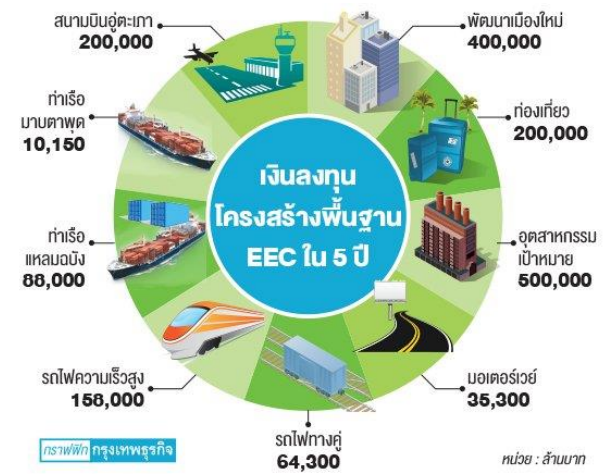 สนามบินอู่ตะเภา
200,000
พัฒนาเมืองใหม่
400,000
ท่าเรือ
มาบตาพุด
10,150
ท่องเที่ยว
200,000
เงินลงทุน
โครงสร้างพื้นฐาน
EEC ใน 5 ปี
ท่าเรือ
แหลมฉบัง
88,000
อุตสาหกรรม
เป้าหมาย
500,000
รถไฟความเร็วสูง
158,000
มอเตอร์เวย์
35,300
รถไฟทางคู่
64,300
กราฟฟิก กรุงเทพธุรกิจ
หน่วย : ล้านบาท